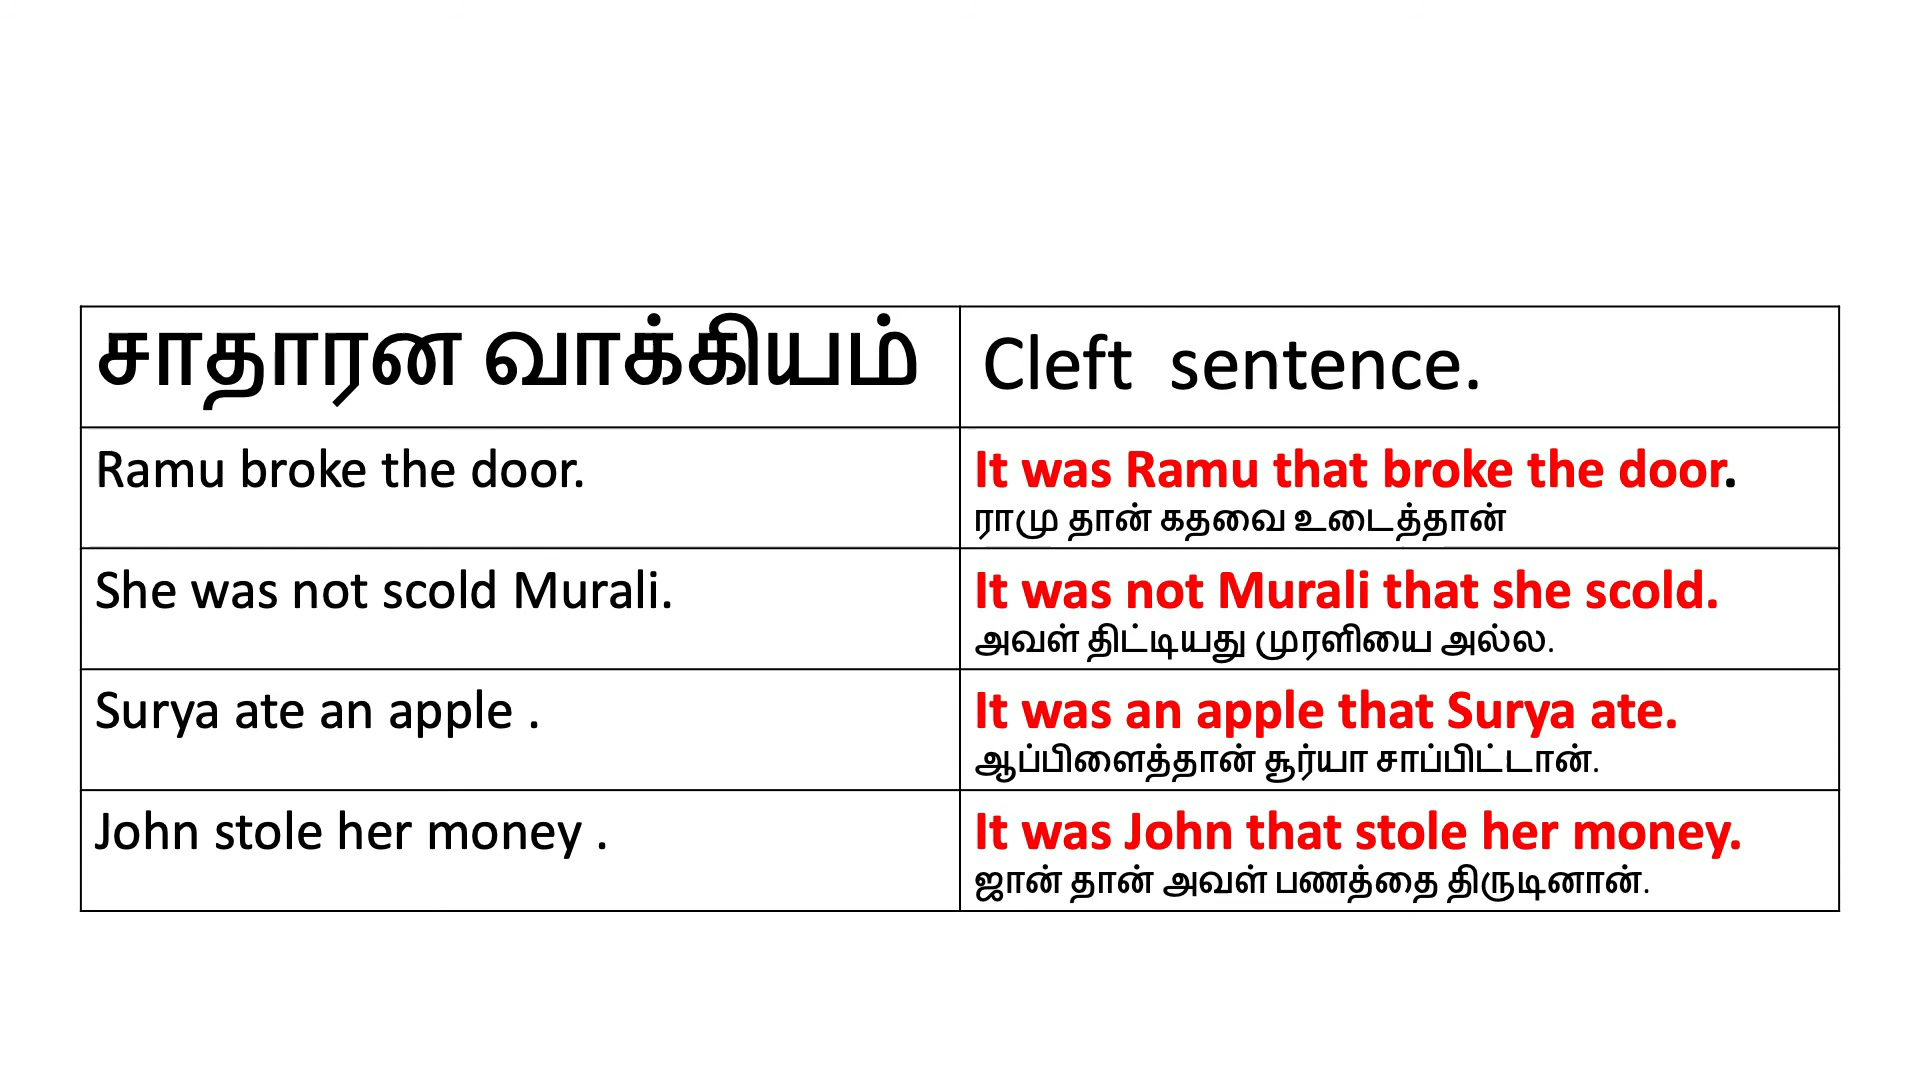 சாதாரன வாக்கியம்
Cleft sentence.
Ramu broke the door.
It was Ramu that broke the door.
ராமு தான் கதவை உடைத்தான்
She was not scold Murali.
It was not Murali that she scold.
அவள் திட்டியது முரளியை அல்ல.
Surya ate an apple .
It was an apple that Surya ate.
ஆப்பிளைத்தான் சூர்யா சாப்பிட்டான்.
John stole her money .
It was John that stole her money.
ஜான் தான் அவள் பணத்தை திருடினான்.